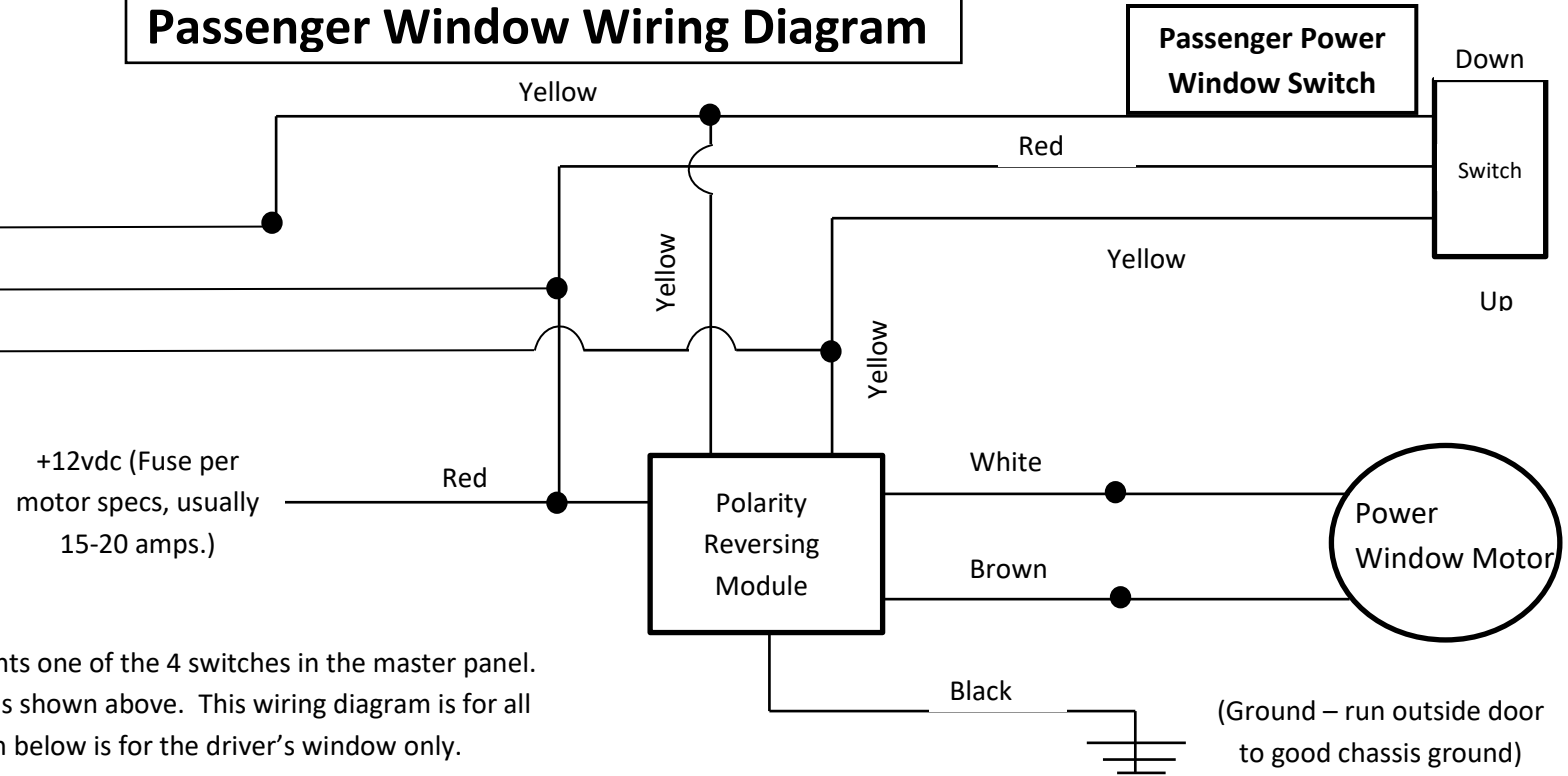 Passenger Window Wiring Diagram
Passenger Power
Window Switch
Down
Yellow
Red
Switch
Yellow
Yellow
Up
Yellow
+12vdc (Fuse per
motor specs, usually
15-20 amps.)
Red
Polarity
Reversing
Module
White
Brown
Power
Window Motor
one of the 4 switches in the master panel.
shown above. This wiring diagram is for all
below is for the driver's window only.
Black
(Ground – run outside door
to good chassis ground)